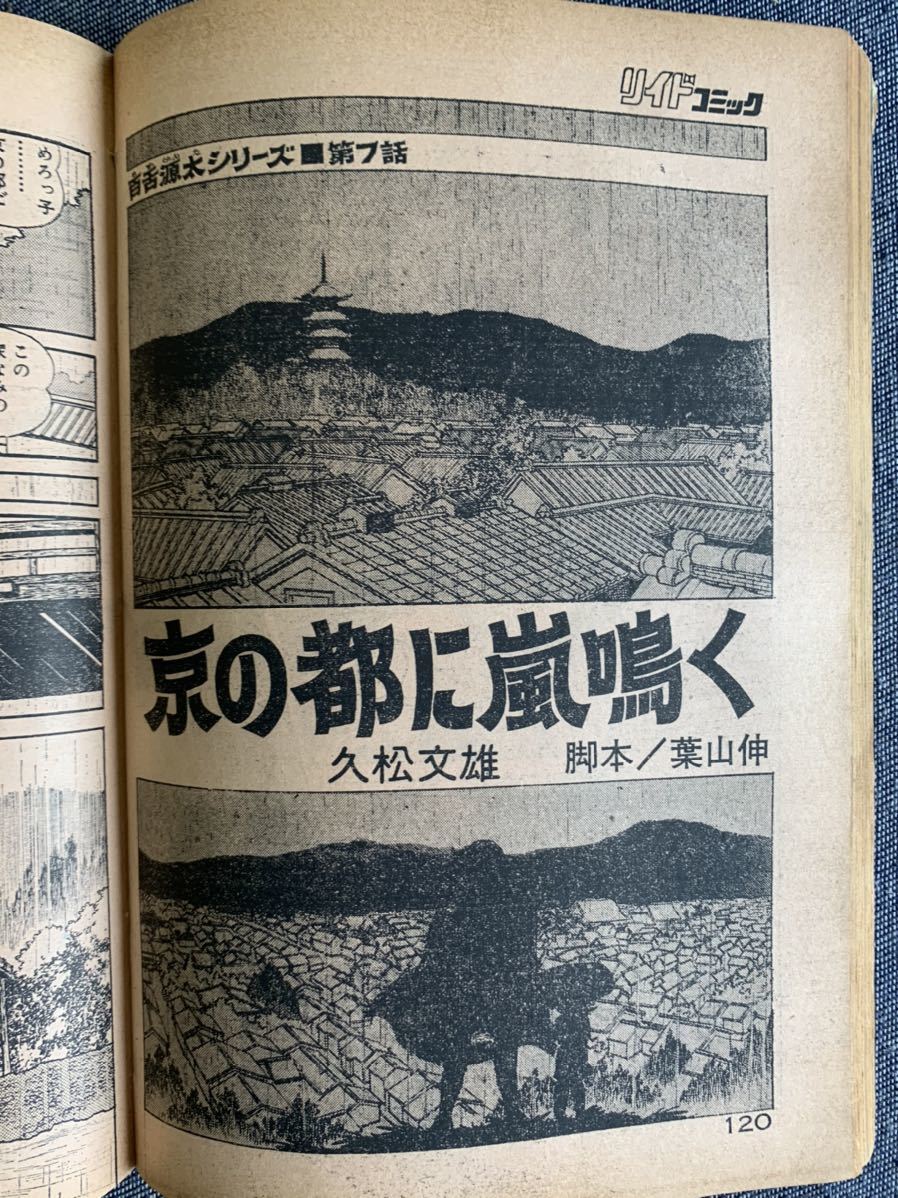 リイドコミック
百舌源太シリーズ■第7話
京の都に嵐鳴く
久松文雄 脚本/葉山伸
120
めろっ子
………
この